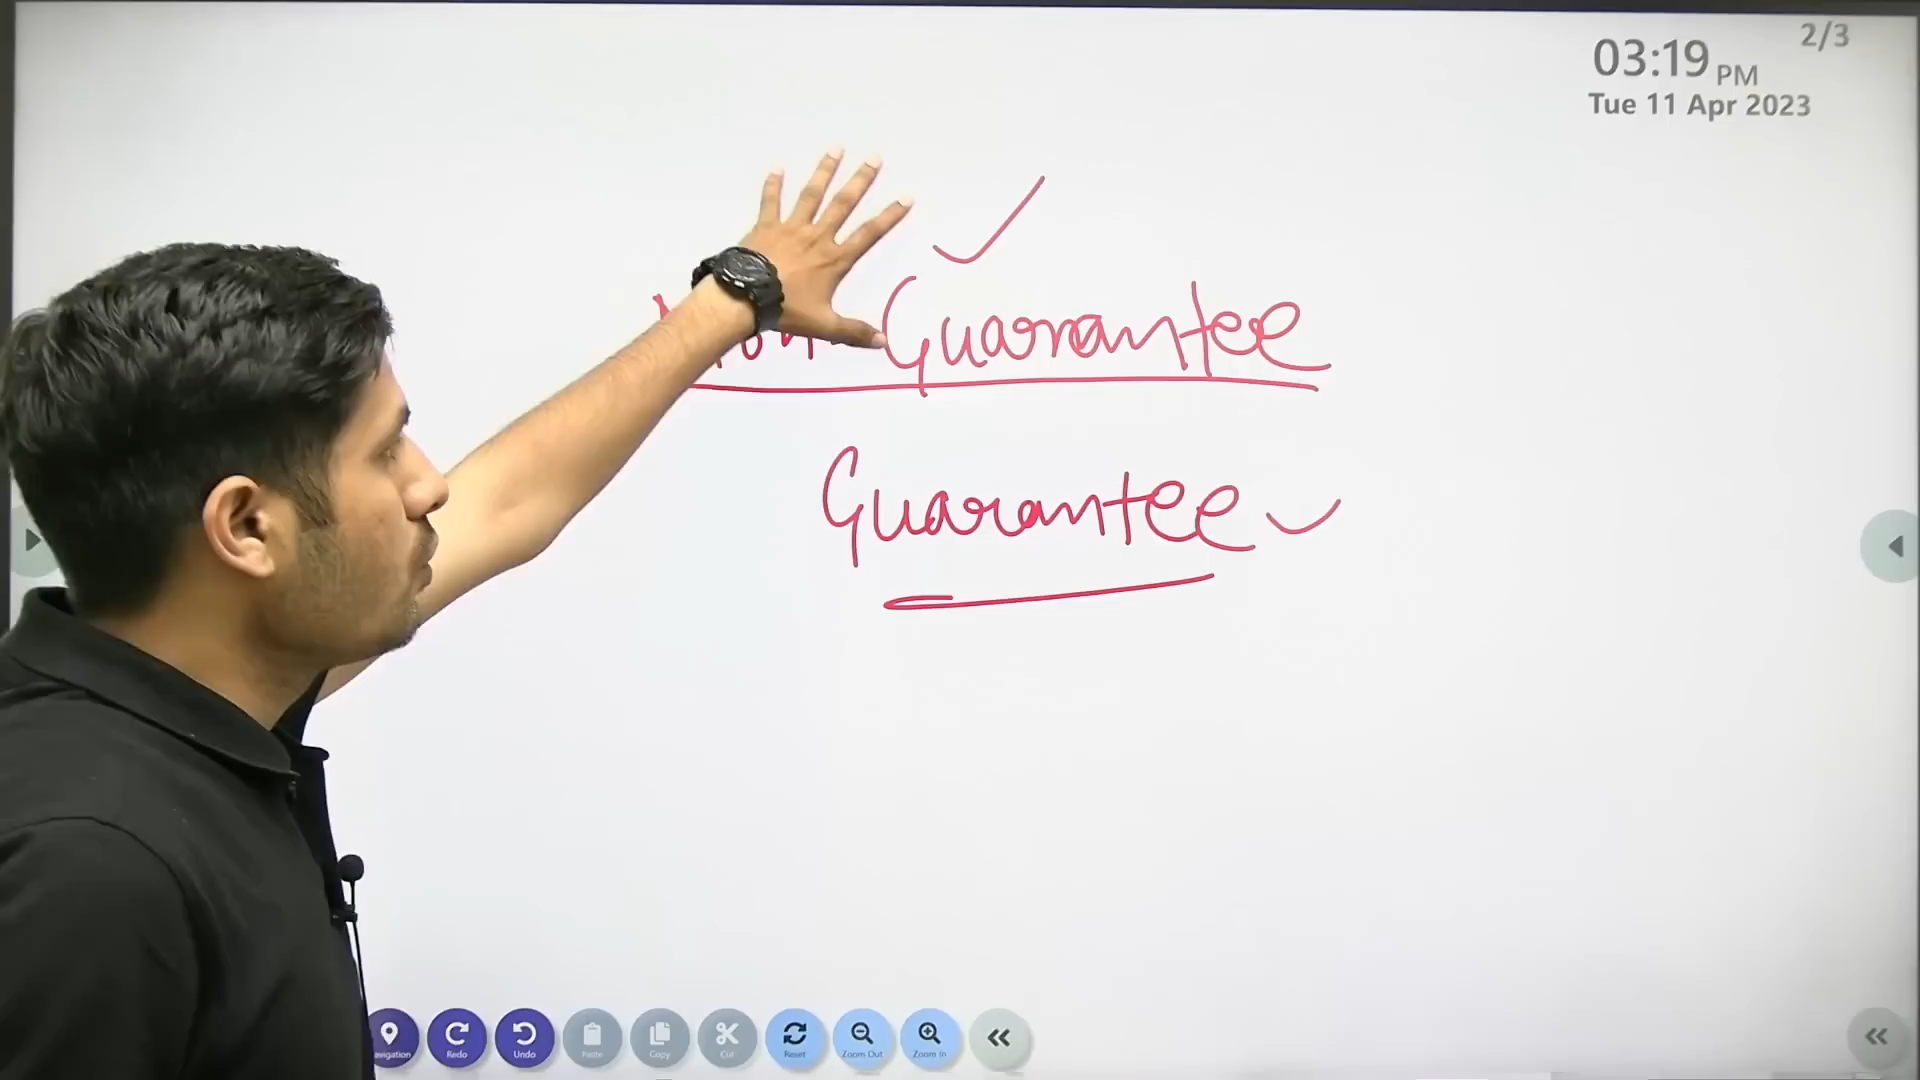 2/3
03:19 PM
Tue 11 Apr 2023
Non Guarantee
Guarantee
Navigation Redo Undo Paste Copy Cut Reset Zoom Out Zoom In